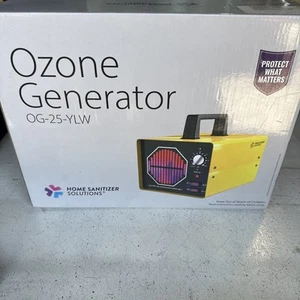 Ozone
Generator
OG-25-YLW
PROTECT
WHAT
MATTERS
HOME SANITIZER
SOLUTIONS